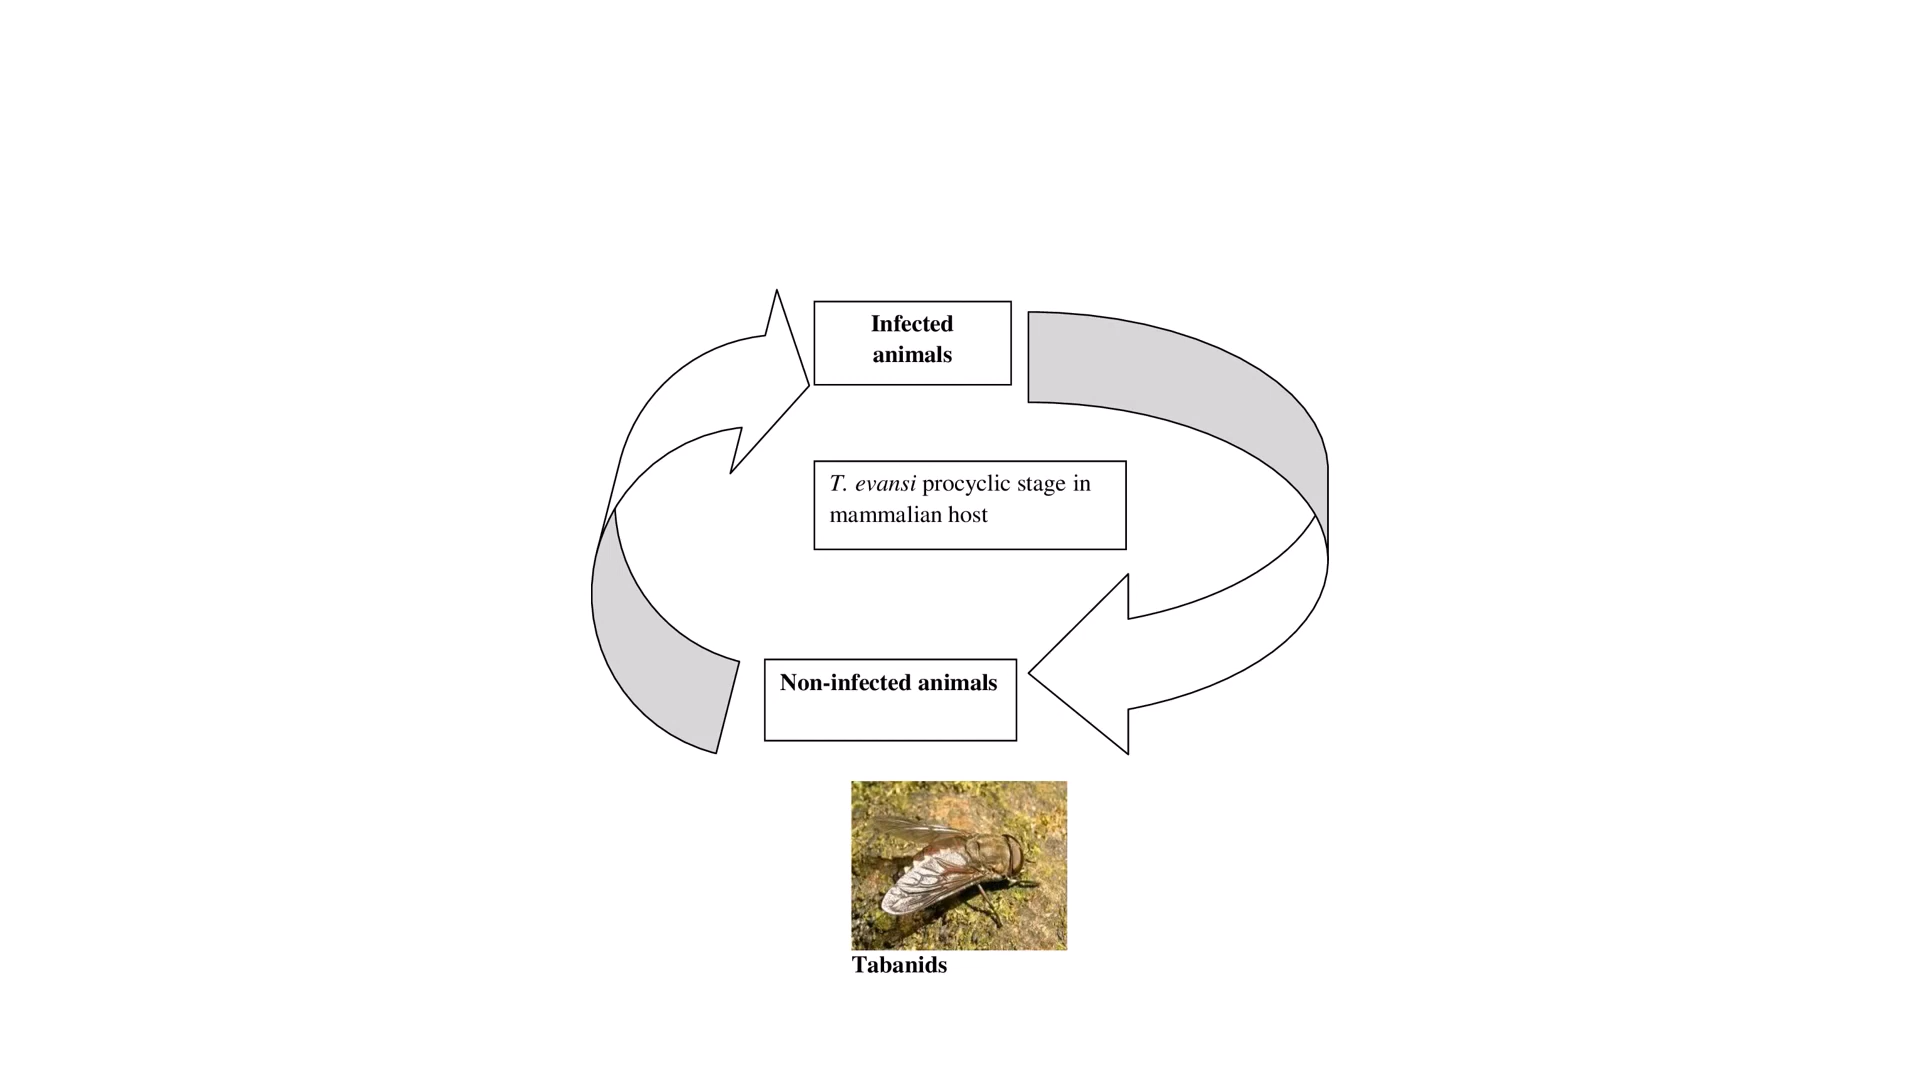 Infected
animals
T. evansi procyclic stage in
mammalian host
Non-infected animals
Tabanids